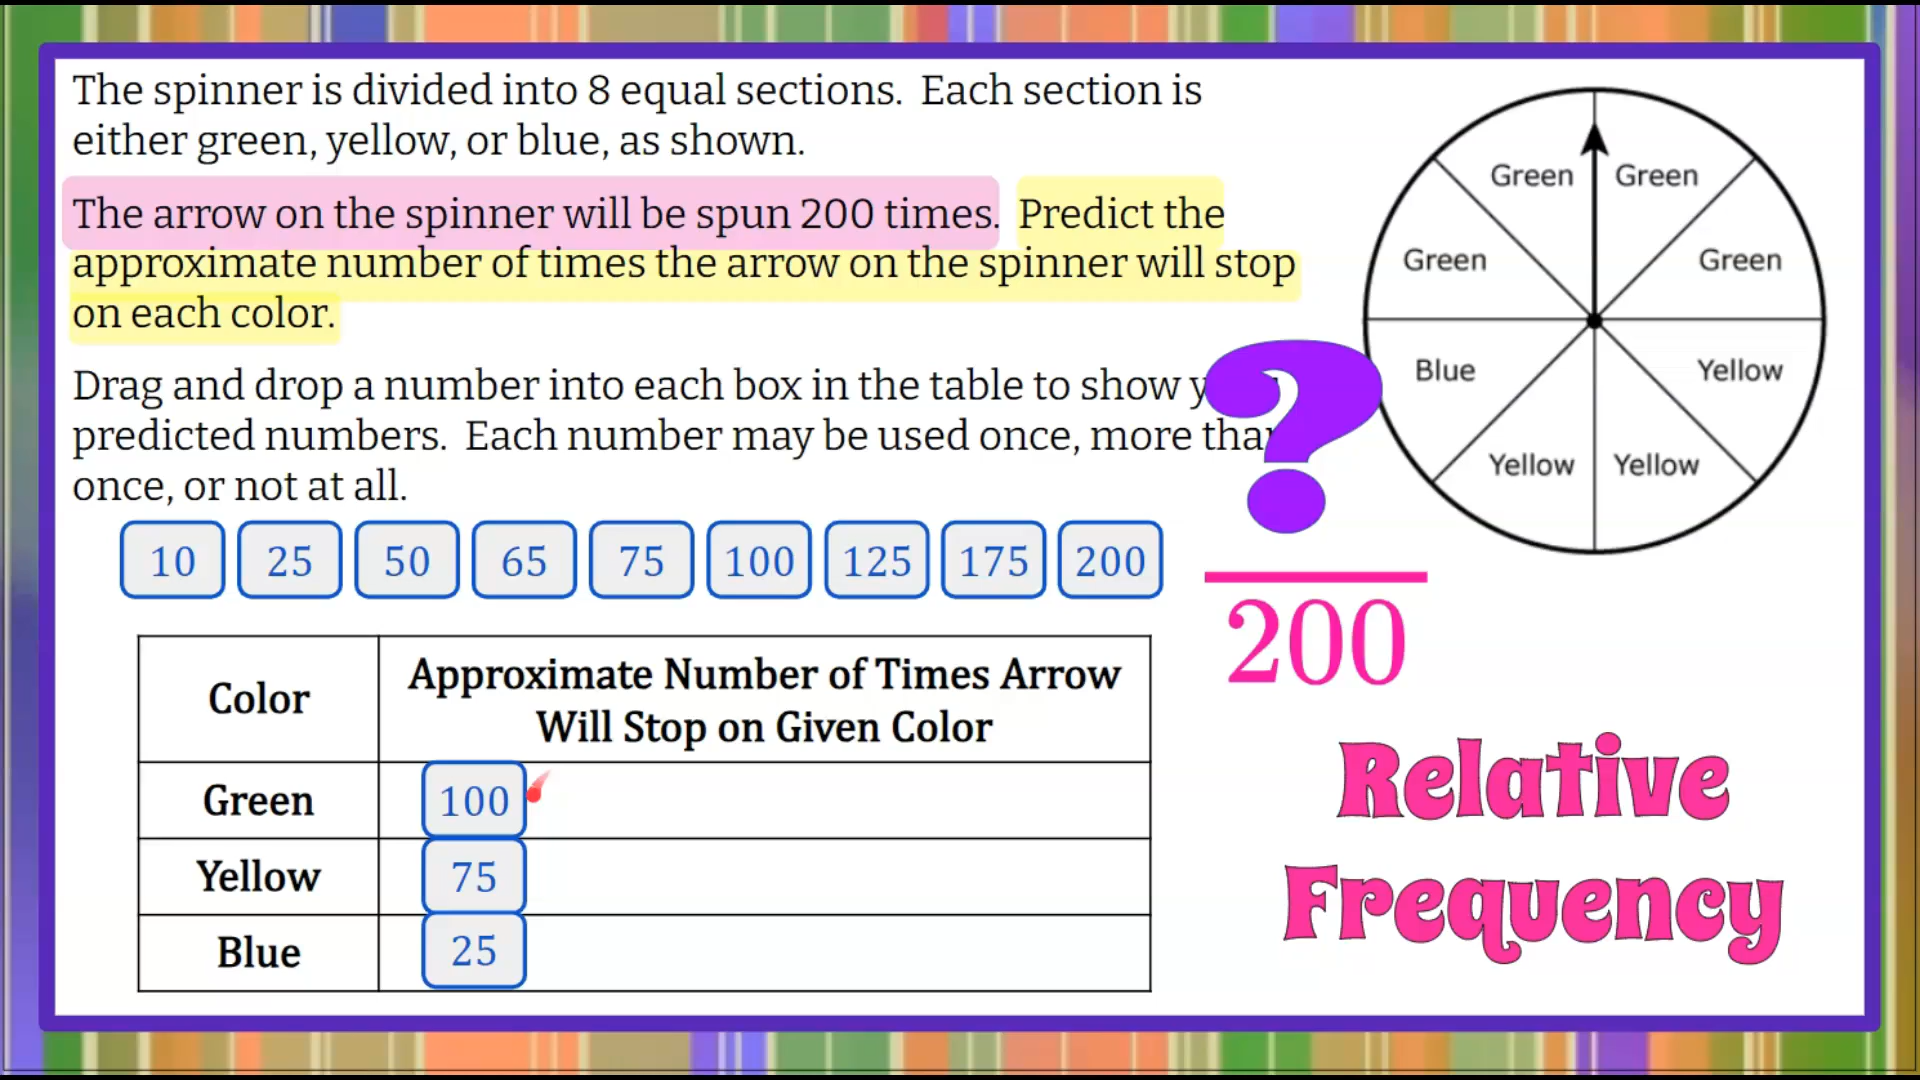 The spinner is divided into 8 equal sections. Each section is
either green, yellow, or blue, as shown.
The arrow on the spinner will be spun 200 times. Predict the
approximate number of times the arrow on the spinner will stop
on each color.
Drag and drop a number into each box in the table to show
predicted numbers. Each number may be used once, more
once, or not at all.
10 25 50 65 75 100 125 175 200
Color
Approximate Number of Times Arrow
Will Stop on Given Color
Green 100
Yellow 75
Blue 25
Green Green
Green Green
Blue Yellow
Yellow Yellow
?
200
Relative
Frequency